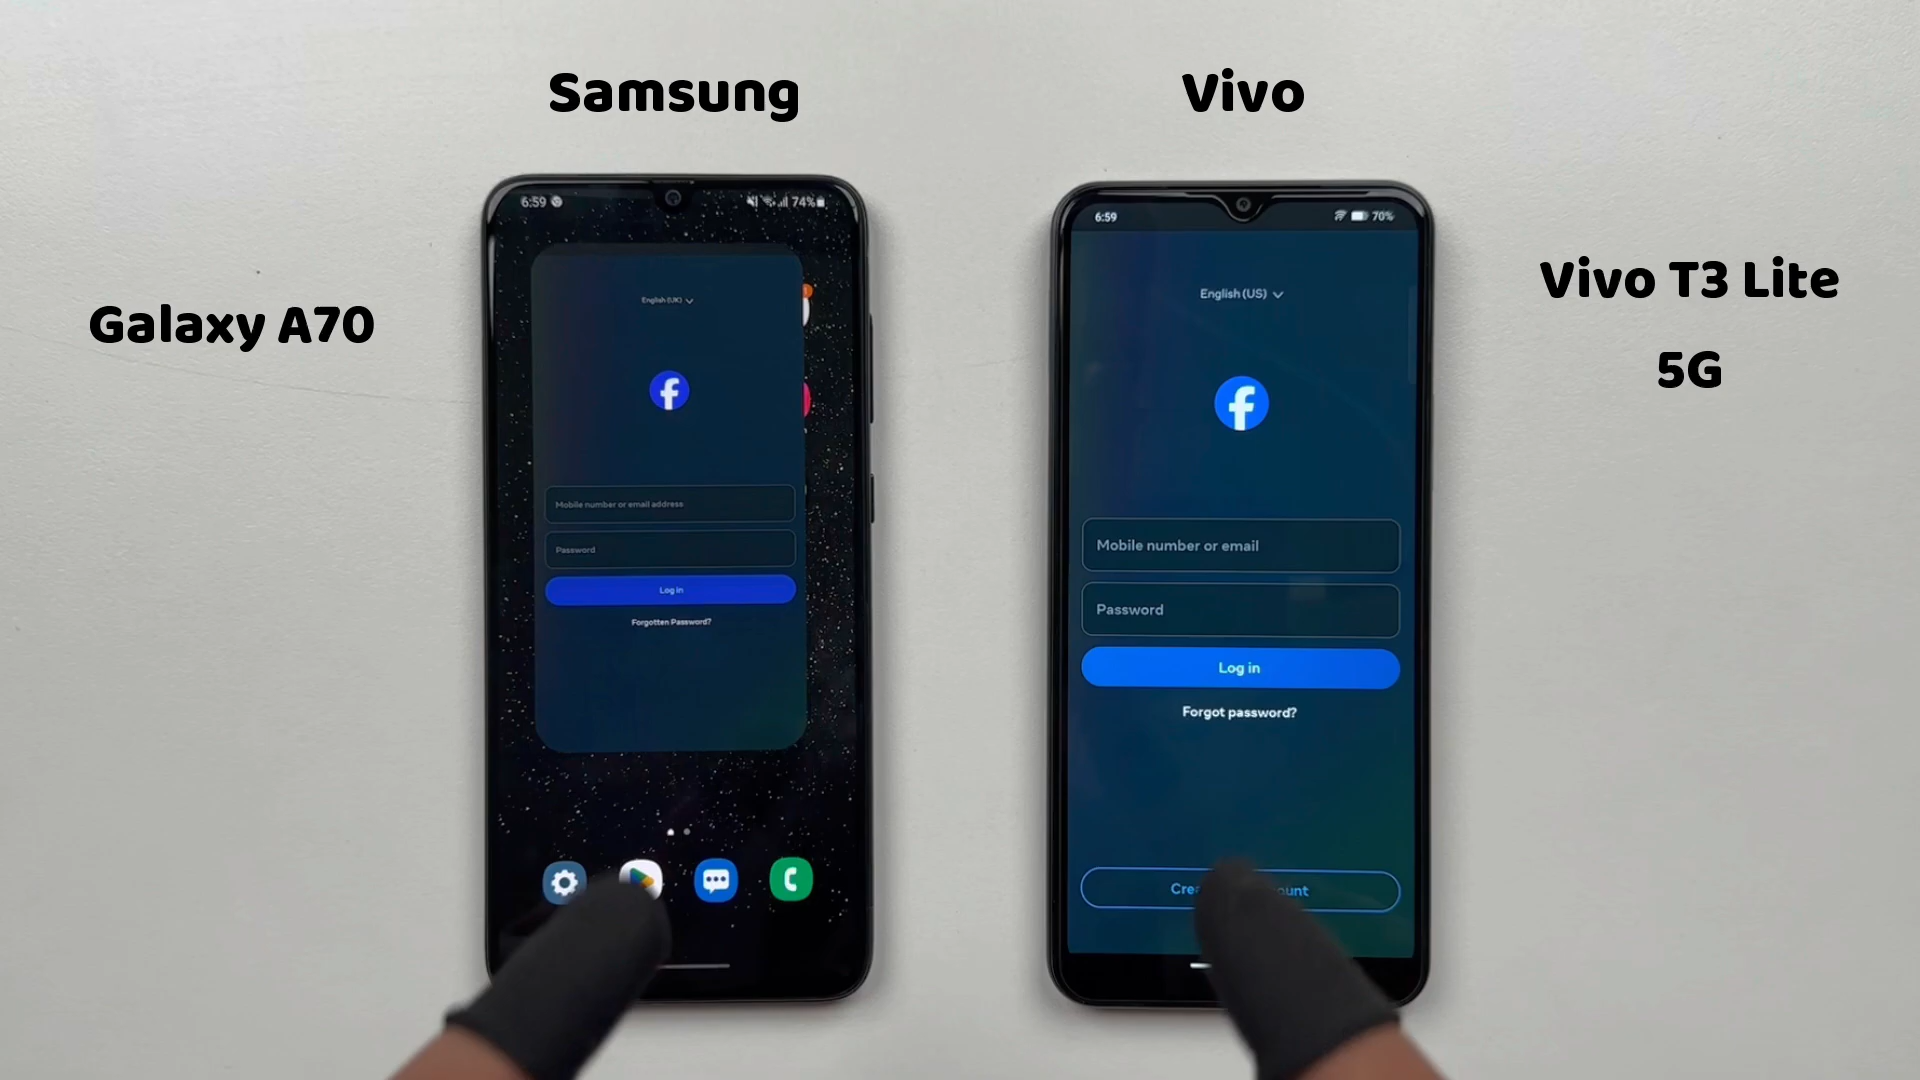 Samsung
Vivo
Galaxy A70
Vivo T3 Lite
5G
6:59
74%
English (UK)
Mobile number or email address
Password
Log in
Forgotten Password?
6:59
70%
English (US)
Mobile number or email
Password
Log in
Forgot password?